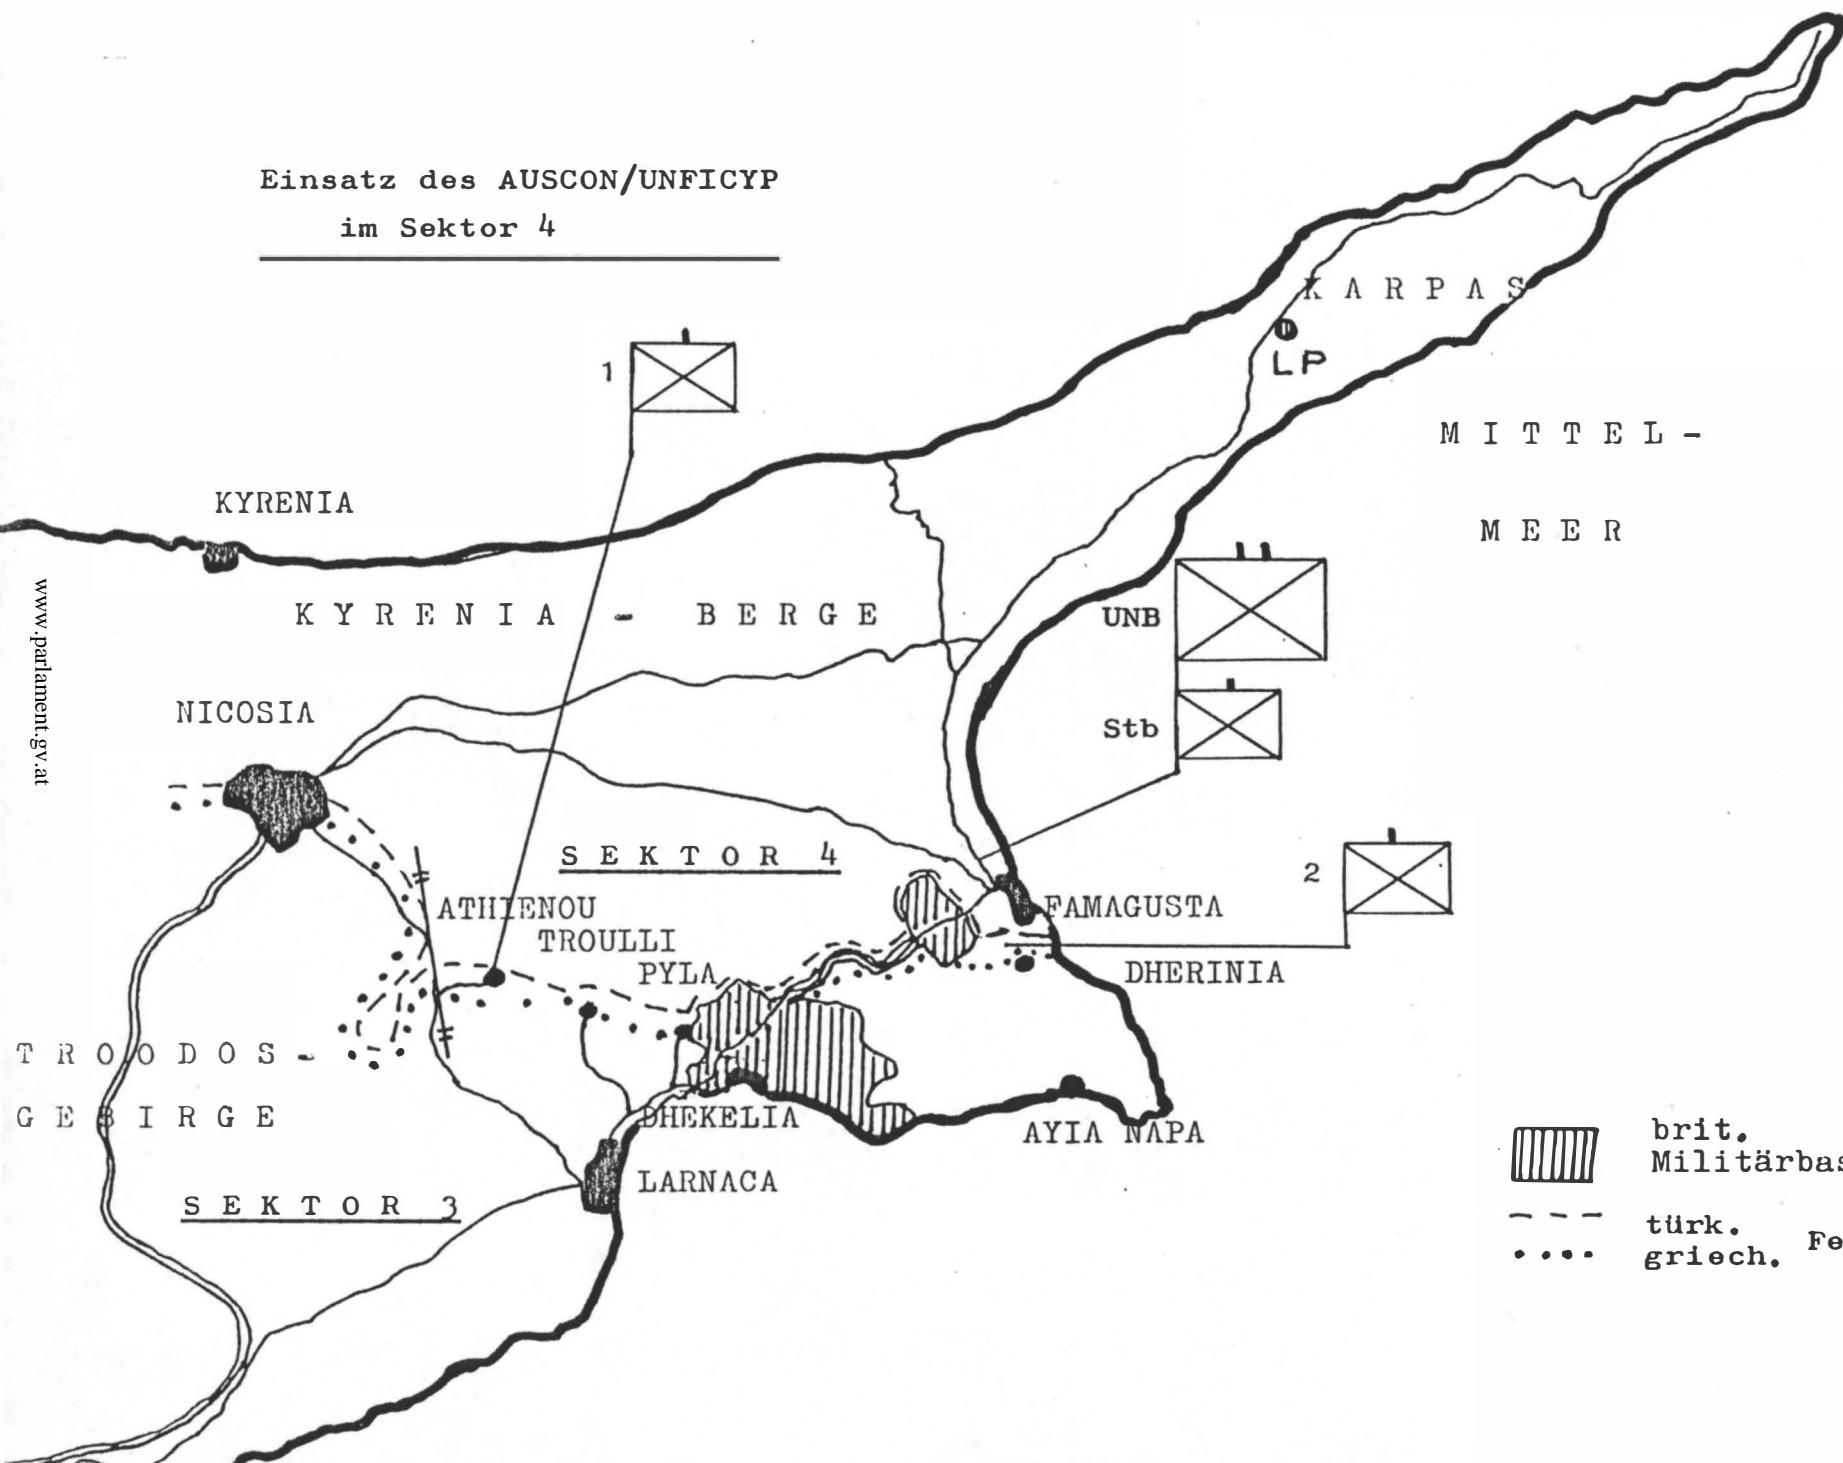 Einsatz des AUSCON/UNFICYP
im Sektor 4
KARPAS
LP
1
MITTEL-
MEER
KYRENIA
www.parlament.gv.at
KYRENIA - BERGE
UNB
NICOSIA
Stb
SEKTOR 4
2
ATHIENOU
FAMAGUSTA
TROULLI
PYLA
DHERINIA
TROODOS-
GEBIRGE
DHEKELIA
AYIA NAPA
LARNACA
SEKTOR 3
brit.
Militärbas
türk.
griech.
Fe